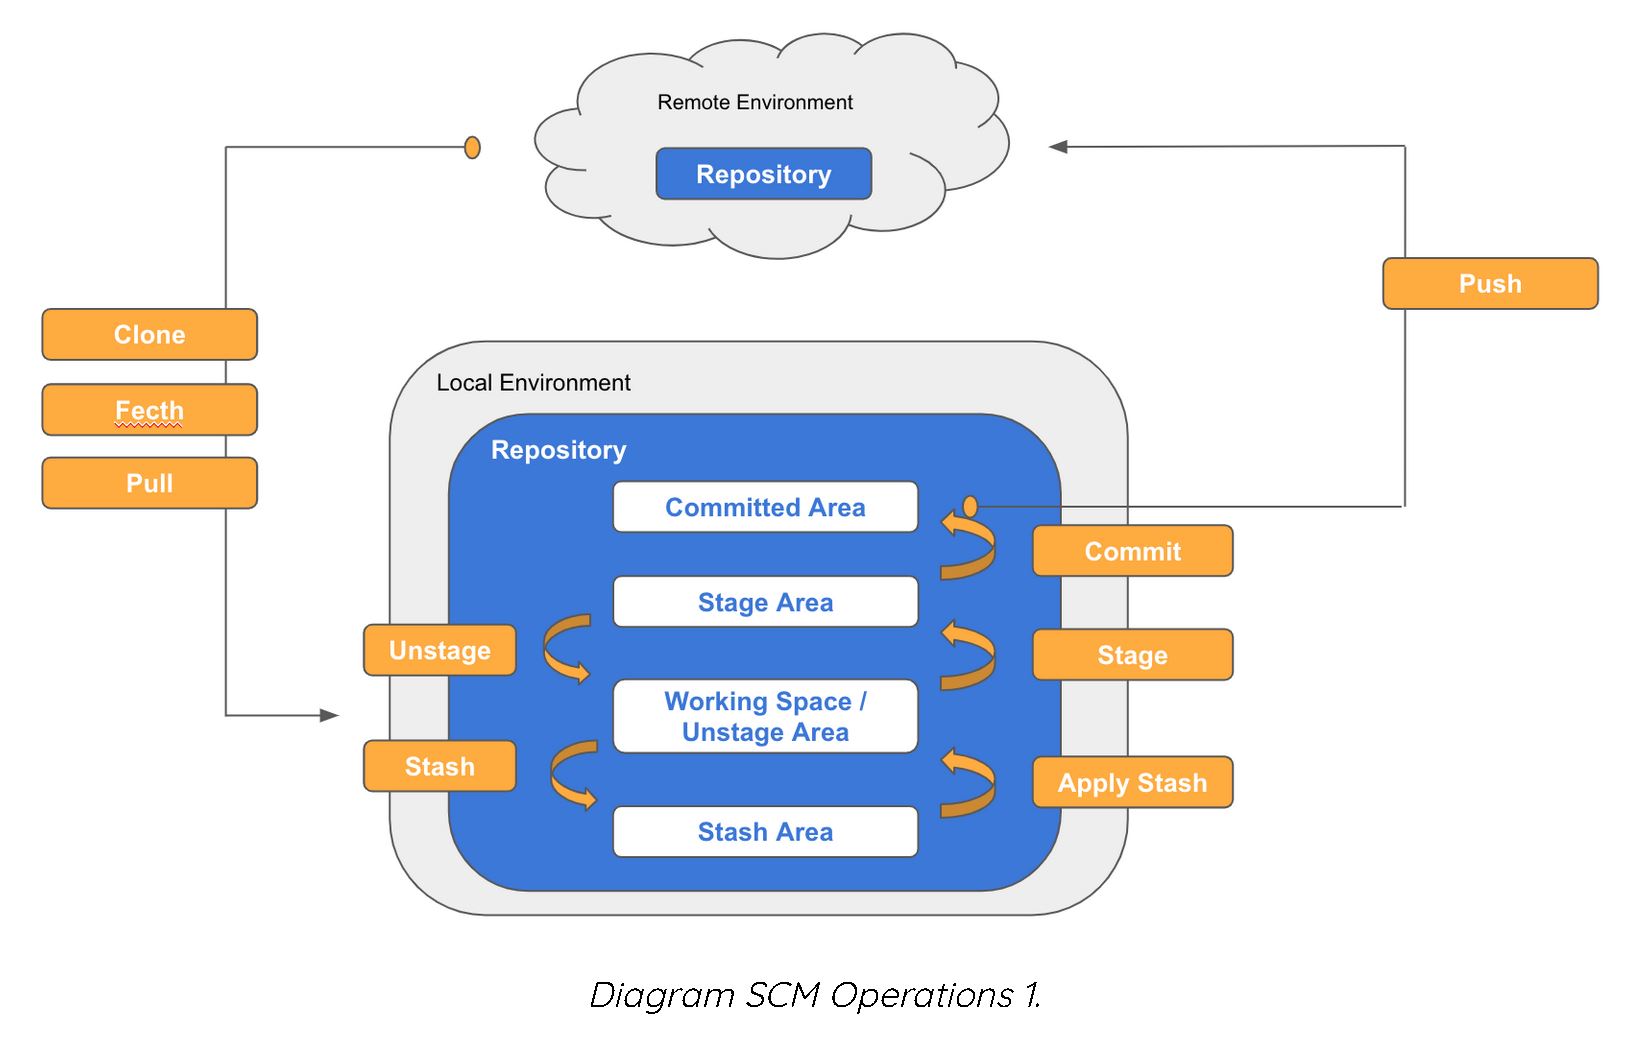 Remote Environment
Repository
Push
Clone
Fecth
Pull
Local Environment
Repository
Committed Area
Commit
Stage Area
Unstage
Stage
Working Space /
Unstage Area
Stash
Apply Stash
Stash Area
Diagram SCM Operations 1.